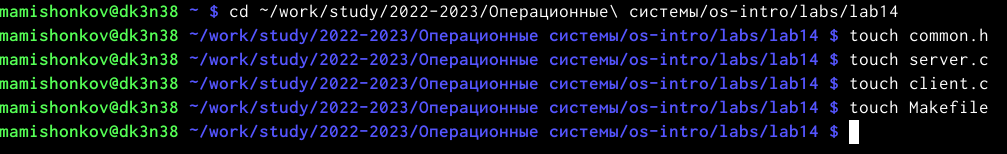 mamishonkov@dk3n38 ~ $ cd ~/work/study/2022-2023/Операционные\ системы/os-intro/labs/lab14
mamishonkov@dk3n38 ~/work/study/2022-2023/Операционные системы/os-intro/labs/lab14 $ touch common.h
mamishonkov@dk3n38 ~/work/study/2022-2023/Операционные системы/os-intro/labs/lab14 $ touch server.c
mamishonkov@dk3n38 ~/work/study/2022-2023/Операционные системы/os-intro/labs/lab14 $ touch client.c
mamishonkov@dk3n38 ~/work/study/2022-2023/Операционные системы/os-intro/labs/lab14 $ touch Makefile
mamishonkov@dk3n38 ~/work/study/2022-2023/Операционные системы/os-intro/labs/lab14 $